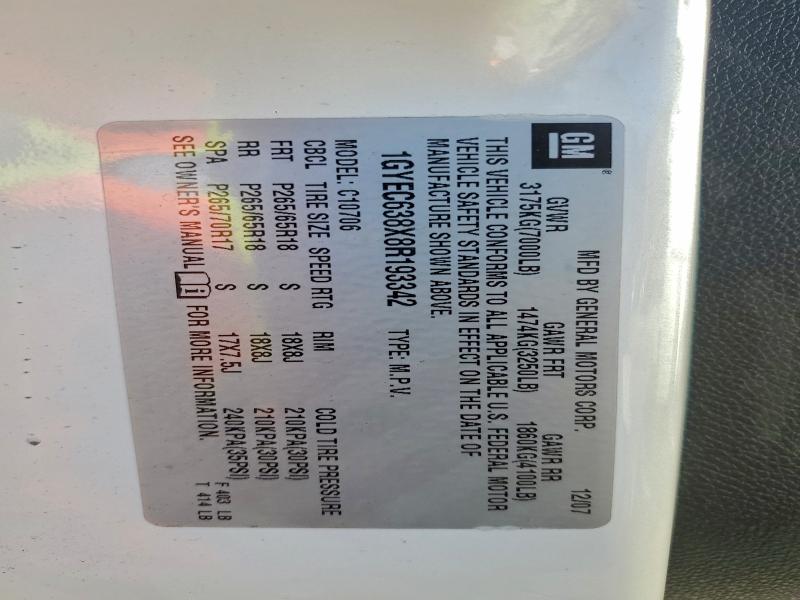 GM ®
MFD BY GENERAL MOTORS CORP. 12/07
GVWR GAWR FRT GAWR RR
3175KG(7000LB) 1474KG(3250LB) 1860KG(4100LB)
THIS VEHICLE CONFORMS TO ALL APPLICABLE U.S. FEDERAL MOTOR
VEHICLE SAFETY STANDARDS IN EFFECT ON THE DATE OF
MANUFACTURE SHOWN ABOVE.
1GYEC638X8R193342 TYPE: M.P.V.
MODEL: C10706
CBCL TIRE SIZE SPEED RTG RIM COLD TIRE PRESSURE
FRT P265/65R18 S 18X8J 210KPA(30PSI)
RR P265/65R18 S 18X8J 210KPA(30PSI)
SPA P265/70R17 S 17X7.5J 240KPA(35PSI)
SEE OWNER'S MANUAL FOR MORE INFORMATION.
F 463 LB
T 414 LB